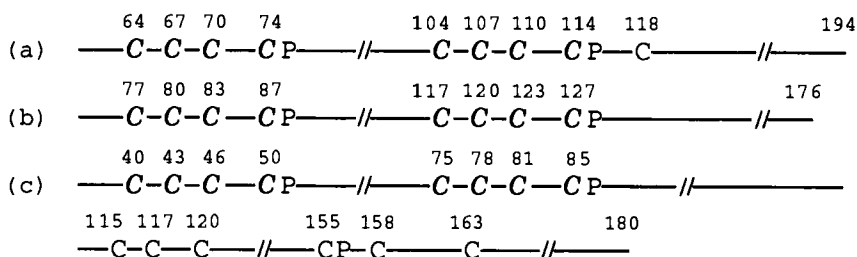 64 67 70 74 104 107 110 114 118 194
(a) C-C-C-CP-//-C-C-C-CP-C-//-
77 80 83 87 117 120 123 127 176
(b) C-C-C-CP-//-C-C-C-CP-//-
40 43 46 50 75 78 81 85
(c) C-C-C-CP-//-C-C-C-CP-//-
115 117 120 155 158 163 180
C-C-C-//-CP-C-C-//-